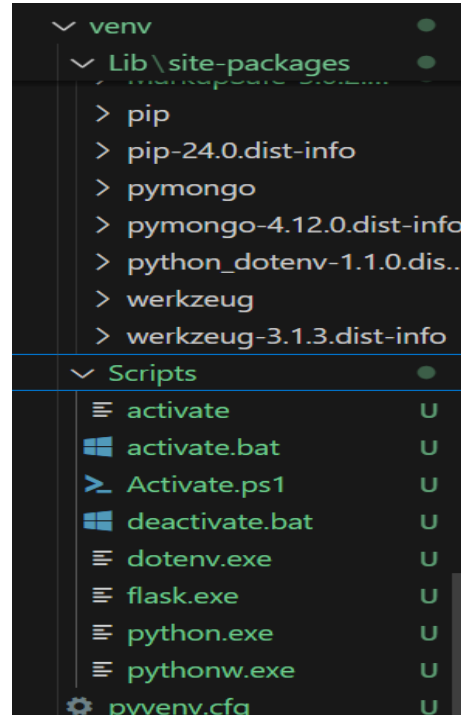 venv
Lib\site-packages
pip
pip-24.0.dist-info
pymongo
pymongo-4.12.0.dist-info
python_dotenv-1.1.0.dis...
werkzeug
werkzeug-3.1.3.dist-info
Scripts
activate U
activate.bat U
Activate.ps1 U
deactivate.bat U
dotenv.exe U
flask.exe U
python.exe U
pythonw.exe U
pyvenv.cfg U